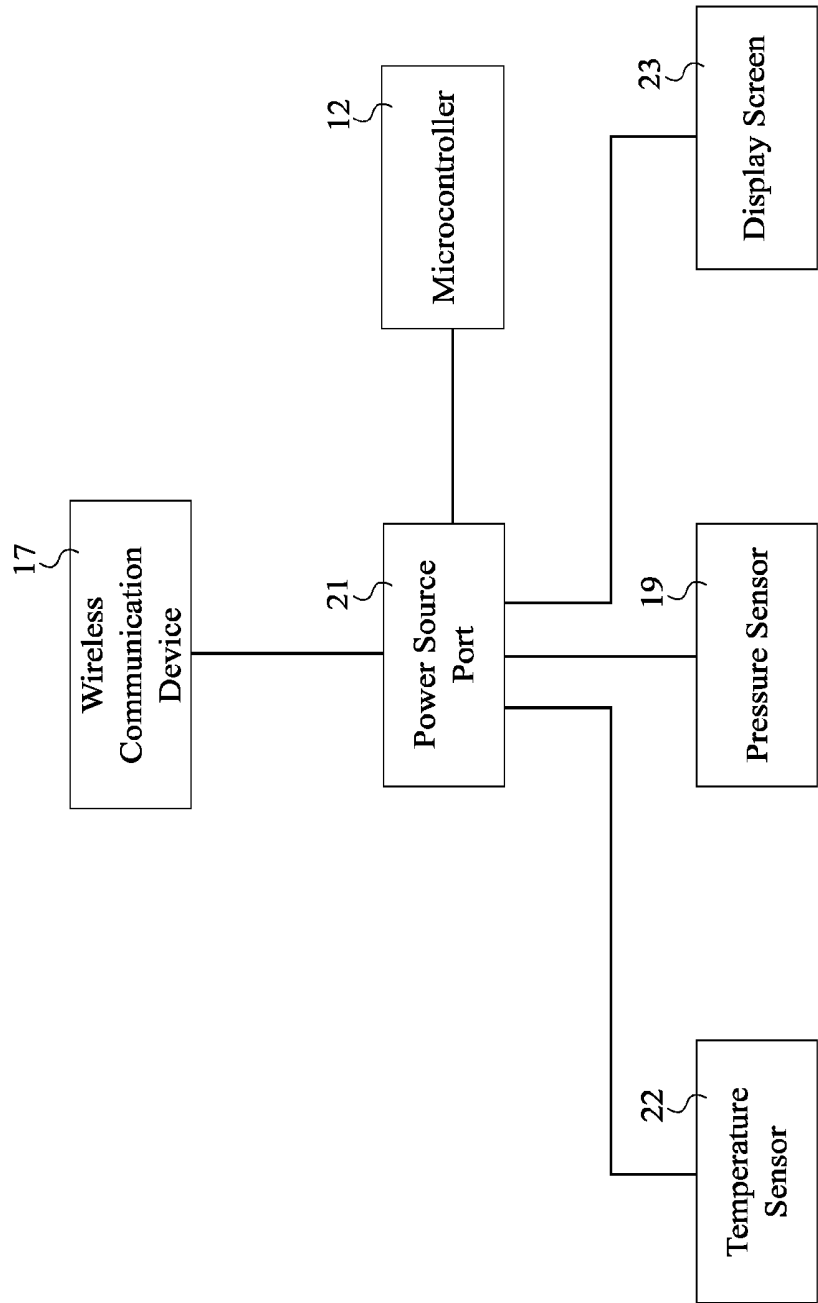 17
Wireless
Communication
Device
21
Power Source
Port
12
Microcontroller
22
Temperature
Sensor
19
Pressure Sensor
23
Display Screen